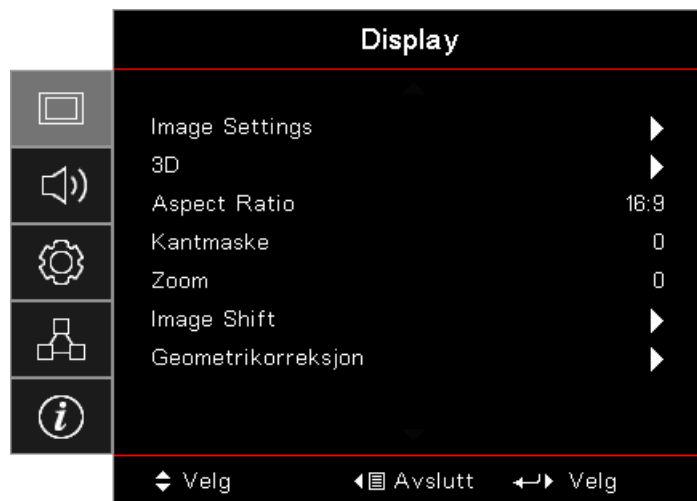 Display
Image Settings
3D
Aspect Ratio 16:9
Kantmaske 0
Zoom 0
Image Shift
Geometrikorreksjon
Velg Avslutt Velg